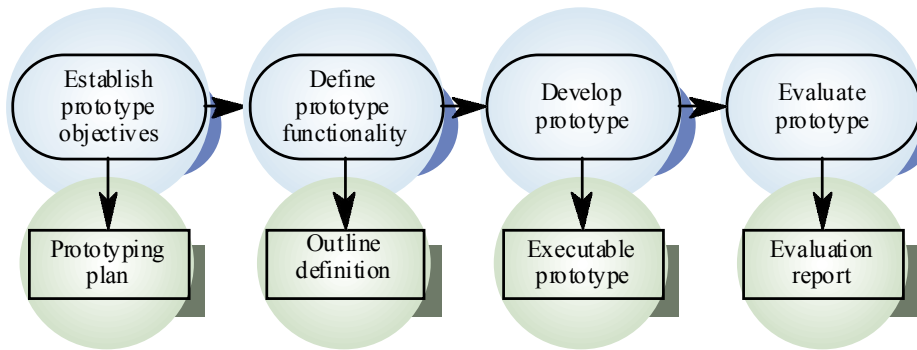 Establish
prototype
objectives
Define
prototype
functionality
Develop
prototype
Evaluate
prototype
Prototyping
plan
Outline
definition
Executable
prototype
Evaluation
report